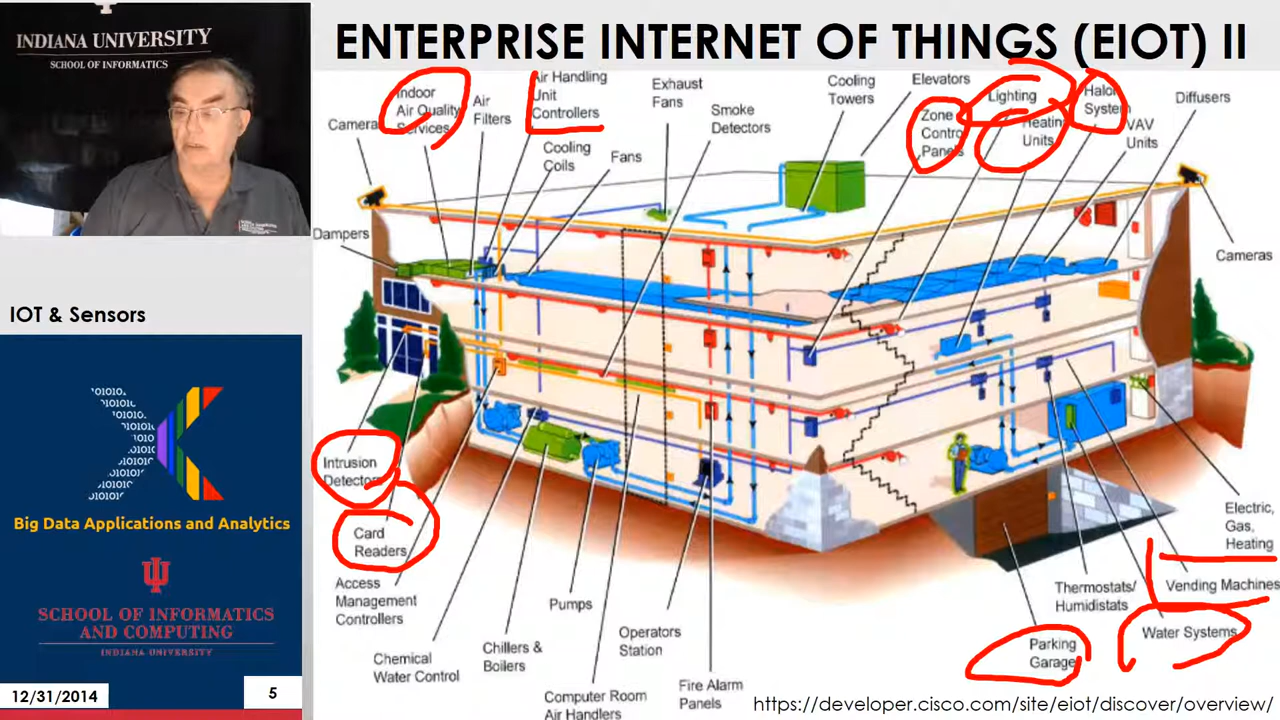 INDIANA UNIVERSITY
SCHOOL OF INFORMATICS
ENTERPRISE INTERNET OF THINGS (EIOT) II
Cameras
Indoor
Air Quality
Services
Air
Filters
Air Handling
Unit
Controllers
Cooling
Coils
Fans
Exhaust
Fans
Smoke
Detectors
Cooling
Towers
Elevators
Zone
Control
Panels
Lighting
Heating
Units
Halon
System
Diffusers
VAV
Units
Dampers
Cameras
Intrusion
Detectors
Card
Readers
Access
Management
Controllers
Chemical
Water Control
Chillers &
Boilers
Pumps
Computer Room
Air Handlers
Operators
Station
Fire Alarm
Panels
Parking
Garage
Thermostats/
Humidistats
Water Systems
Vending Machines
Electric,
Gas,
Heating
https://developer.cisco.com/site/eiot/discover/overview/
IOT & Sensors
Big Data Applications and Analytics
SCHOOL OF INFORMATICS
AND COMPUTING
INDIANA UNIVERSITY
12/31/2014
5